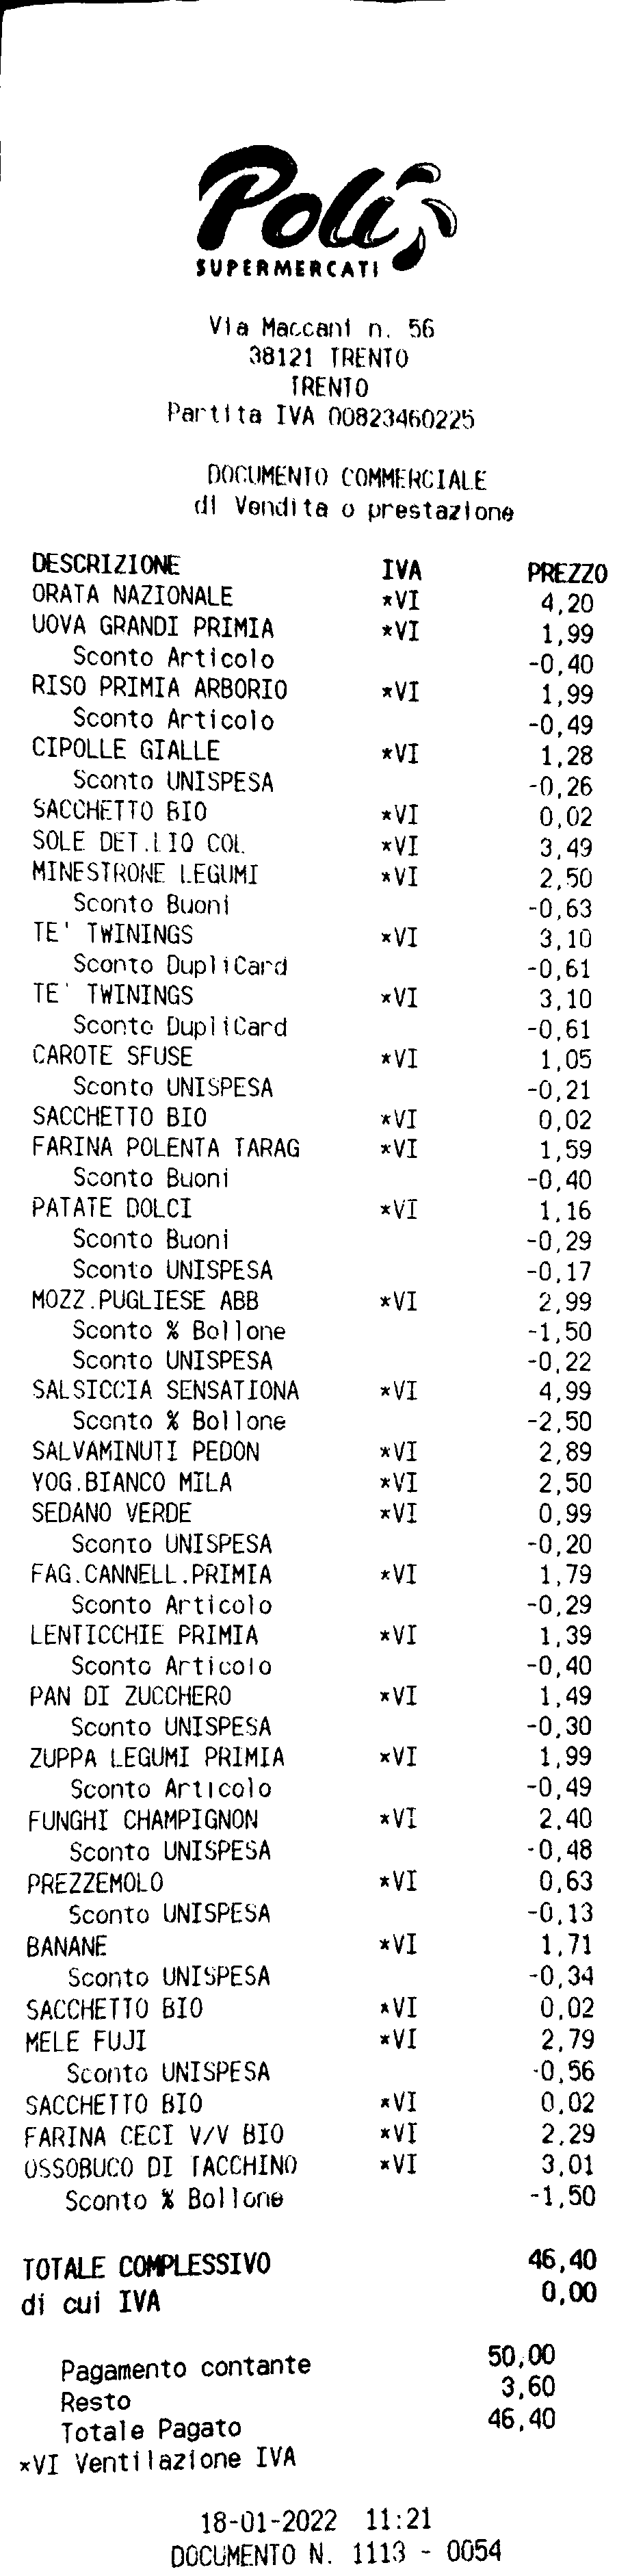 Poli
SUPERMERCATI
Via Maccani n. 56
38121 TRENTO
TRENTO
Partita IVA 00823460225
DOCUMENTO COMMERCIALE
di Vendita o prestazione
DESCRIZIONE IVA PREZZO
ORATA NAZIONALE *VI 4,20
UOVA GRANDI PRIMIA *VI 1,99
Sconto Articolo -0,40
RISO PRIMIA ARBORIO *VI 1,99
Sconto Articolo -0,49
CIPOLLE GIALLE *VI 1,28
Sconto UNISPESA -0,26
SACCHETTO BIO *VI 0,02
SOLE DET.LIQ COL. *VI 3,49
MINESTRONE LEGUMI *VI 2,50
Sconto Buoni -0,63
TE' TWININGS *VI 3,10
Sconto DupliCard -0,61
TE' TWININGS *VI 3,10
Sconto DupliCard -0,61
CAROTE SFUSE *VI 1,05
Sconto UNISPESA -0,21
SACCHETTO BIO *VI 0,02
FARINA POLENTA TARAG *VI 1,59
Sconto Buoni -0,40
PATATE DOLCI *VI 1,16
Sconto Buoni -0,29
Sconto UNISPESA -0,17
MOZZ.PUGLIESE ABB *VI 2,99
Sconto % Bollone -1,50
Sconto UNISPESA -0,22
SALSICCIA SENSATIONA *VI 4,99
Sconto % Bollone -2,50
SALVAMINUTI PEDON *VI 2,89
YOG.BIANCO MILA *VI 2,50
SEDANO VERDE *VI 0,99
Sconto UNISPESA -0,20
FAG.CANNELL.PRIMIA *VI 1,79
Sconto Articolo -0,29
LENTICCHIE PRIMIA *VI 1,39
Sconto Articolo -0,40
PAN DI ZUCCHERO *VI 1,49
Sconto UNISPESA -0,30
ZUPPA LEGUMI PRIMIA *VI 1,99
Sconto Articolo -0,49
FUNGHI CHAMPIGNON *VI 2,40
Sconto UNISPESA -0,48
PREZZEMOLO *VI 0,63
Sconto UNISPESA -0,13
BANANE *VI 1,71
Sconto UNISPESA -0,34
SACCHETTO BIO *VI 0,02
MELE FUJI *VI 2,79
Sconto UNISPESA -0,56
SACCHETTO BIO *VI 0,02
FARINA CECI V/V BIO *VI 2,29
OSSOBUCO DI TACCHINO *VI 3,01
Sconto % Bollone -1,50
TOTALE COMPLESSIVO 46,40
di cui IVA 0,00
Pagamento contante 50,00
Resto 3,60
Totale Pagato 46,40
*VI Ventilazione IVA
18-01-2022 11:21
DOCUMENTO N. 1113 - 0054